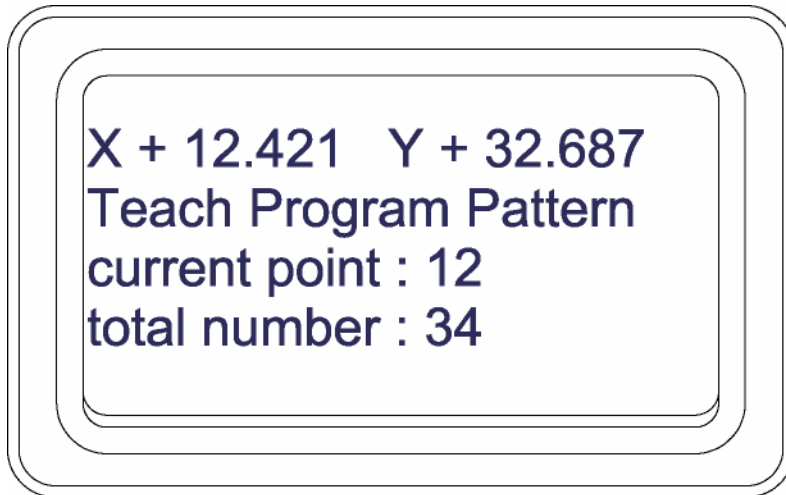 X + 12.421 Y + 32.687
Teach Program Pattern
current point : 12
total number : 34